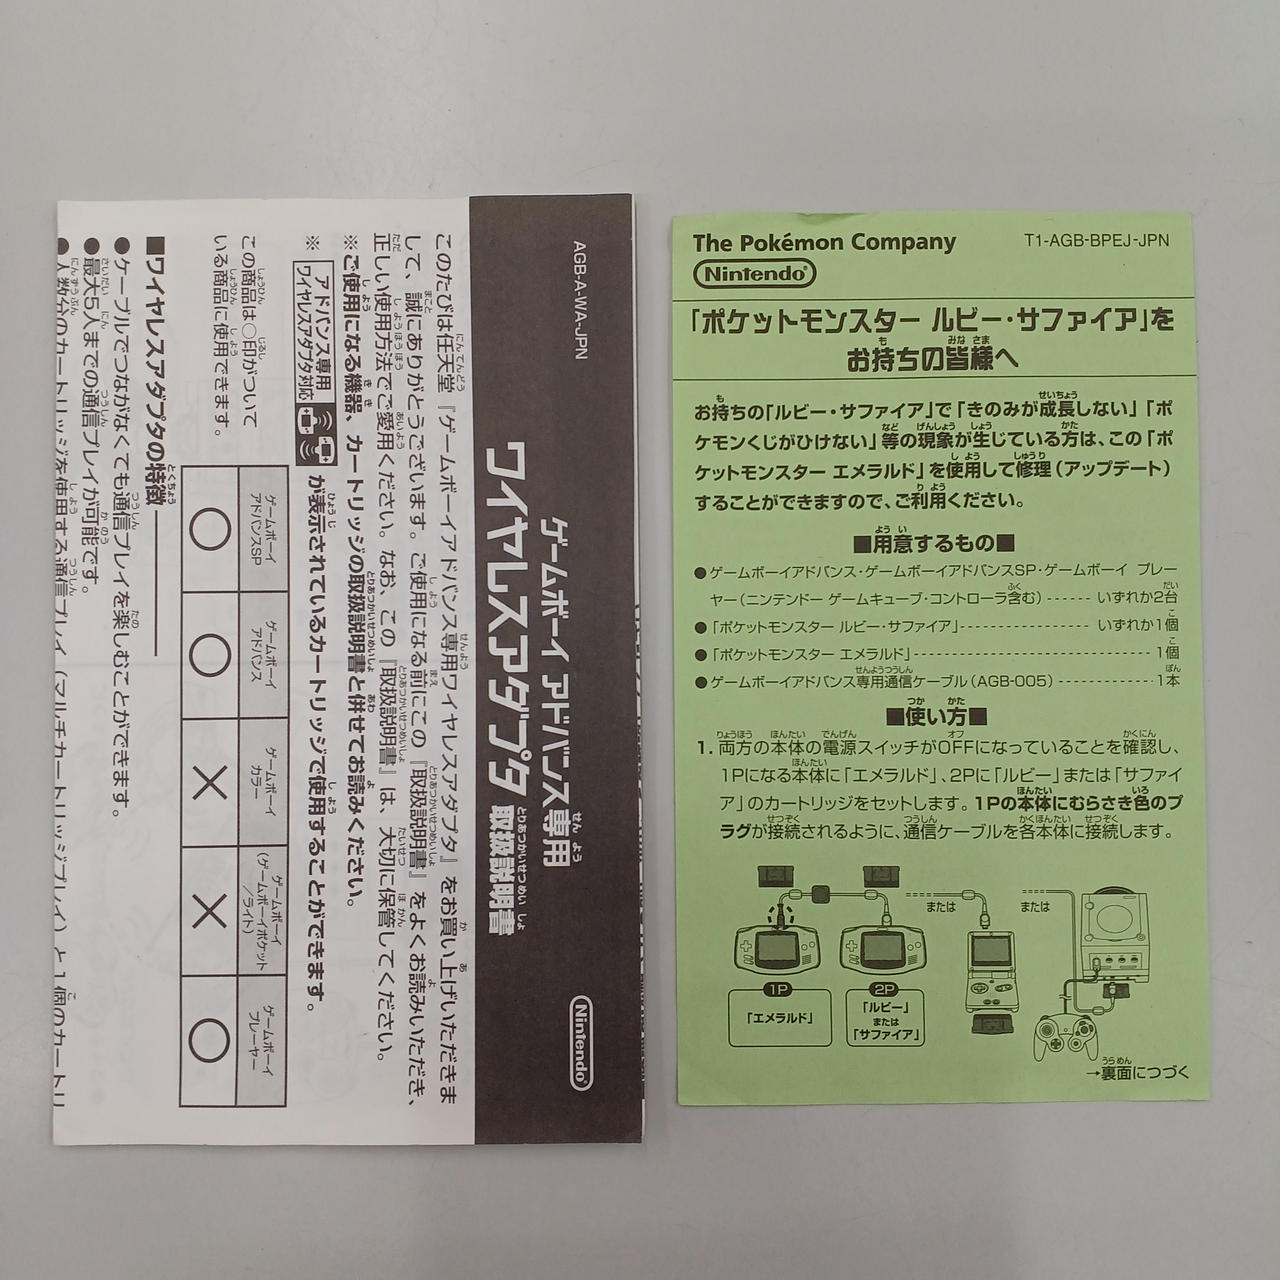 AGB-A-WA-JPN
ゲームボーイ アドバンス専用
ワイヤレスアダプタ 取扱説明書
Nintendo
このたびは任天堂『ゲームボーイアドバンス専用ワイヤレスアダプタ』をお買い上げいただきま
して、誠にありがとうございます。ご使用になる前にこの『取扱説明書』をよくお読みいただき、
正しい使用方法でご愛用ください。なお、この『取扱説明書』は、大切に保管してください。
※ご使用になる機器、カートリッジの取扱説明書と併せてお読みください。
※ アドバンス専用 ワイヤレスアダプタ対応 が表示されているカートリッジで使用することができます。
この商品は○印がついて
いる商品に使用できます。
ゲームボーイ
アドバンスSP
ゲームボーイ
アドバンス
ゲームボーイ
カラー
ゲームボーイ
(ゲームボーイポケット
/ライト)
ゲームボーイ
プレーヤー
○ ○ × × ○
■ワイヤレスアダプタの特徴
●ケーブルでつながなくても通信プレイを楽しむことができます。
●最大5人までの通信プレイが可能です。
●人数分のカートリッジを使用する通信プレイ(マルチカートリッジプレイ)と1個のカートリ
The Pokémon Company
T1-AGB-BPEJ-JPN
Nintendo
「ポケットモンスター ルビー・サファイア」を
お持ちの皆様へ
お持ちの「ルビー・サファイア」で「きのみが成長しない」「ポ
ケモンくじがひけない」等の現象が生じている方は、この「ポ
ケットモンスター エメラルド」を使用して修理(アップデート)
することができますので、ご利用ください。
■用意するもの■
●ゲームボーイアドバンス・ゲームボーイアドバンスSP・ゲームボーイ プレー
ヤー(ニンテンドー ゲームキューブ・コントローラ含む)------いずれか2台
●「ポケットモンスター ルビー・サファイア」------------------いずれか1個
●「ポケットモンスター エメラルド」---------------------------------1個
●ゲームボーイアドバンス専用通信ケーブル(AGB-005)-------------1本
■使い方■
1. 両方の本体の電源スイッチがOFFになっていることを確認し、
1Pになる本体に「エメラルド」、2Pに「ルビー」または「サファイ
ア」のカートリッジをセットします。1Pの本体にむらさき色のプ
ラグが接続されるように、通信ケーブルを各本体に接続します。
または
または
1P
「エメラルド」
2P
「ルビー」
または
「サファイア」
→裏面につづく